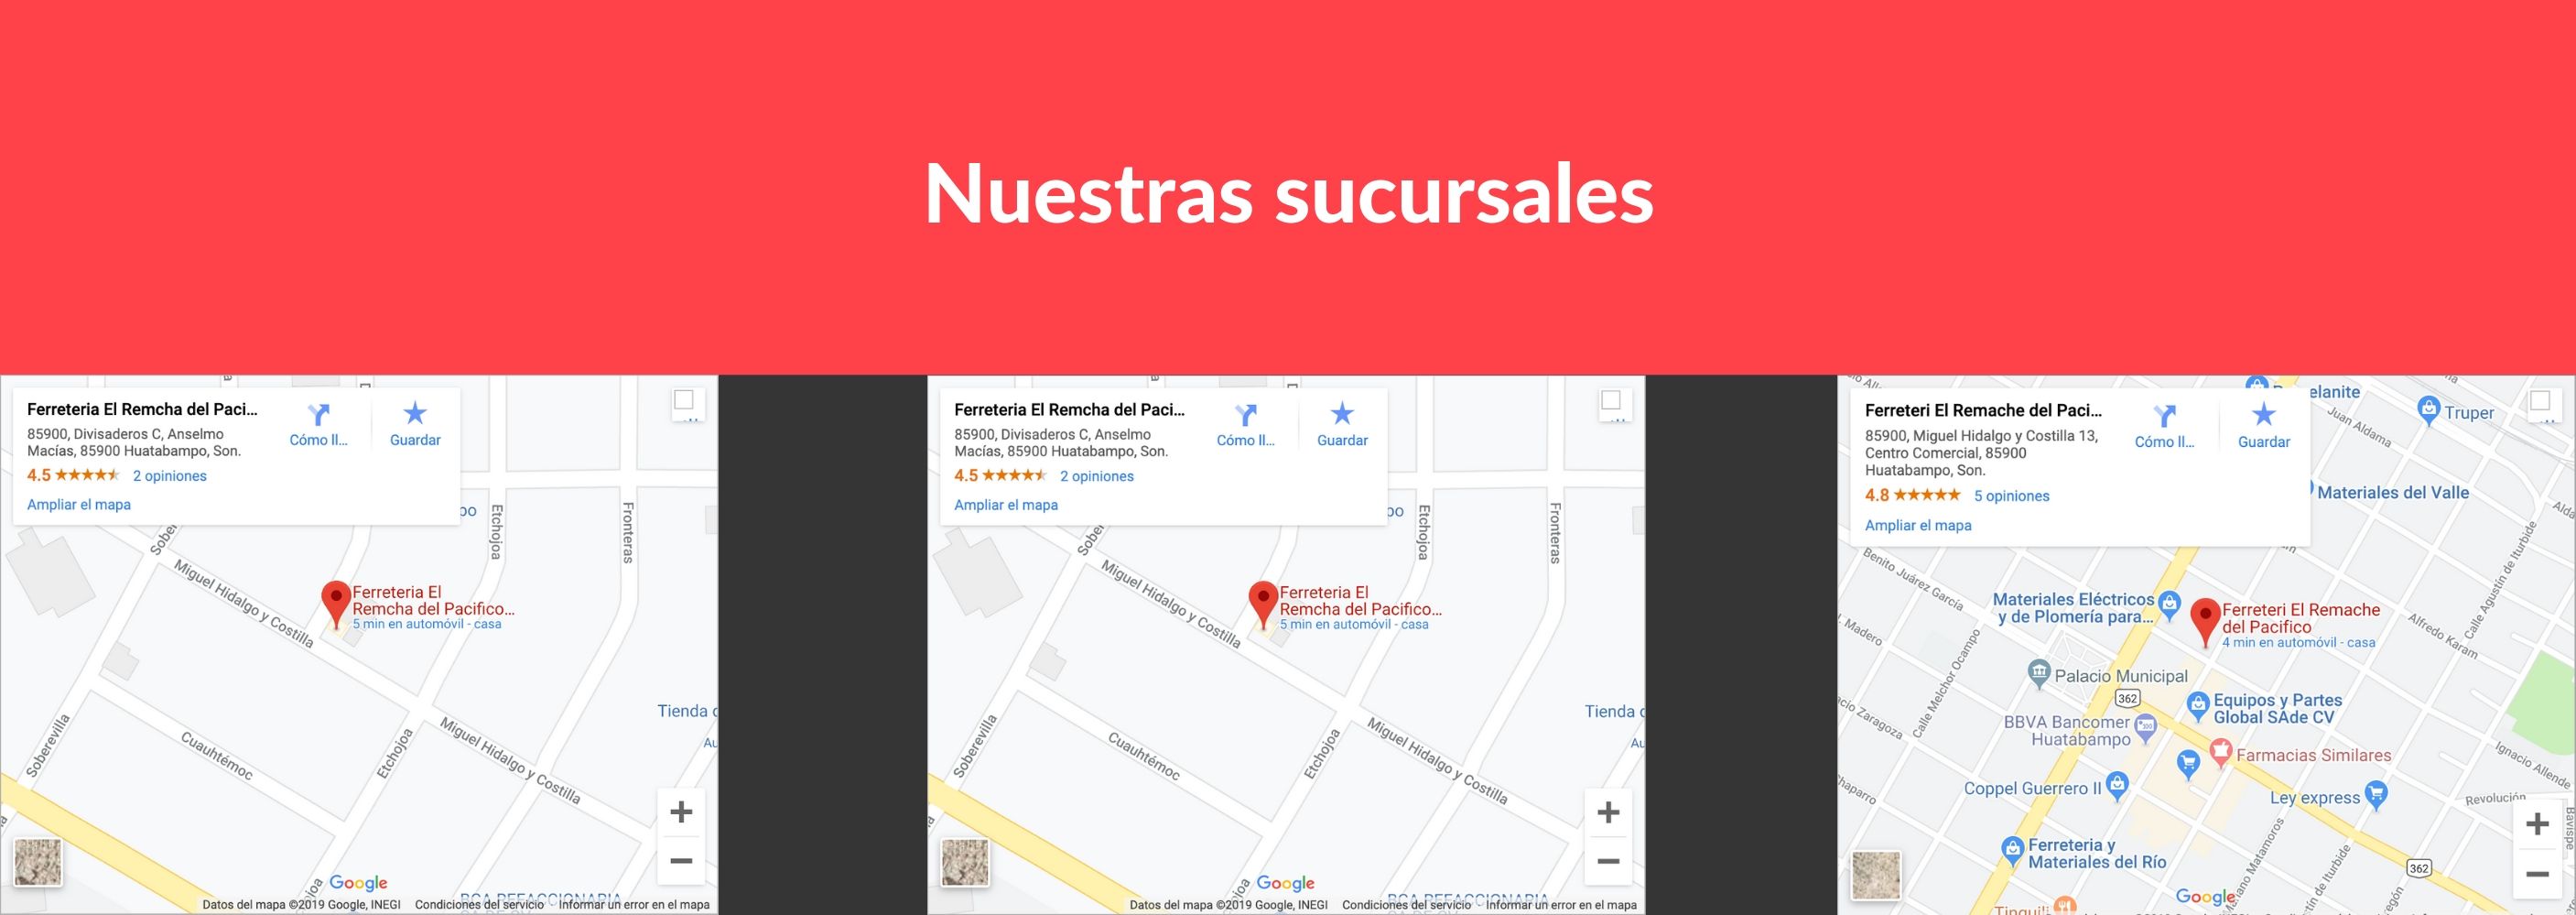 Nuestras sucursales
Ferreteria El Remcha del Paci...
85900, Divisaderos C, Anselmo
Macías, 85900 Huatabampo, Son.
4.5
2 opiniones
Ampliar el mapa
Cómo ll...
Guardar
Etchojoa
Fronteras
Miguel Hidalgo y Costilla
Ferreteria El
Remcha del Pacifico...
5 min en automóvil - casa
Soberevilla
Cuauhtémoc
Etchojoa
Miguel Hidalgo y Costilla
Tienda
Google
Datos del mapa ©2019 Google, INEGI
Condiciones del servicio
Informar un error en el mapa
Ferreteria El Remcha del Paci...
85900, Divisaderos C, Anselmo
Macías, 85900 Huatabampo, Son.
4.5
2 opiniones
Ampliar el mapa
Cómo ll...
Guardar
Etchojoa
Fronteras
Miguel Hidalgo y Costilla
Ferreteria El
Remcha del Pacifico...
5 min en automóvil - casa
Soberevilla
Cuauhtémoc
Etchojoa
Miguel Hidalgo y Costilla
Tienda
Google
Datos del mapa ©2019 Google, INEGI
Condiciones del servicio
Informar un error en el mapa
Ferreteri El Remache del Paci...
85900, Miguel Hidalgo y Costilla 13,
Centro Comercial, 85900
Huatabampo, Son.
4.8
5 opiniones
Ampliar el mapa
Cómo ll...
Guardar
Truper
Juan Aldama
Materiales del Valle
Calle Agustín de Iturbide
Benito Juárez García
Materiales Eléctricos
y de Plomería para...
Ferreteri El Remache
del Pacifico
4 min en automóvil - casa
Alfredo Karam
Madero
Calle Melchor Ocampo
Palacio Municipal
362
Equipos y Partes
Global SAde CV
BBVA Bancomer
Huatabampo
Zaragoza
Farmacias Similares
Ignacio Allende
Coppel Guerrero II
Ley express
Revolución
Ferreteria y
Materiales del Río
Matamoros
de Iturbide
362
Google